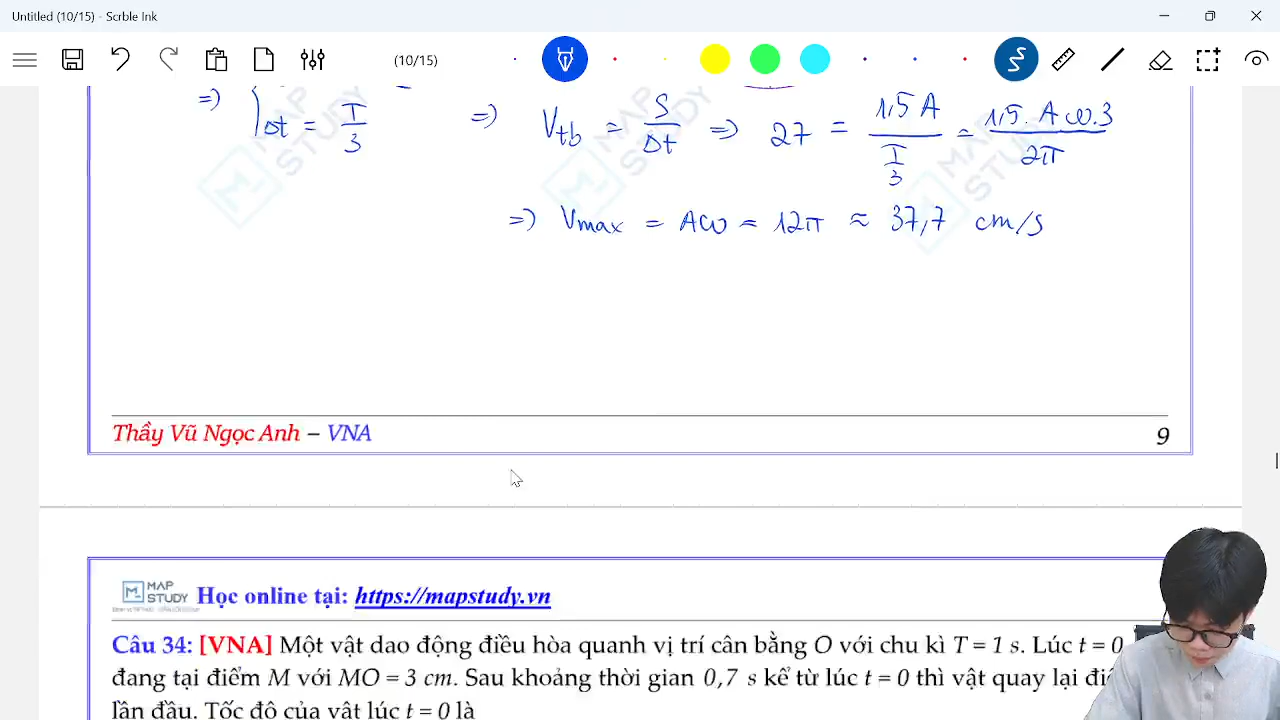 Untitled (10/15) - Scrble Ink
(10/15)
=> Δt = T/3 => Vtb = S/Δt => 27 = 1,5 A / T/3 = 1,5. A ω.3 / 2π
=> Vmax = Aω = 12π ≈ 37,7 cm/s
Thầy Vũ Ngọc Anh – VNA 9
MAP STUDY Học online tại: https://mapstudy.vn
Câu 34: [VNA] Một vật dao động điều hòa quanh vị trí cân bằng O với chu kì T = 1 s. Lúc t = 0
đang tại điểm M với MO = 3 cm. Sau khoảng thời gian 0,7 s kể từ lúc t = 0 thì vật quay lại
lần đầu. Tốc độ của vật lúc t = 0 là